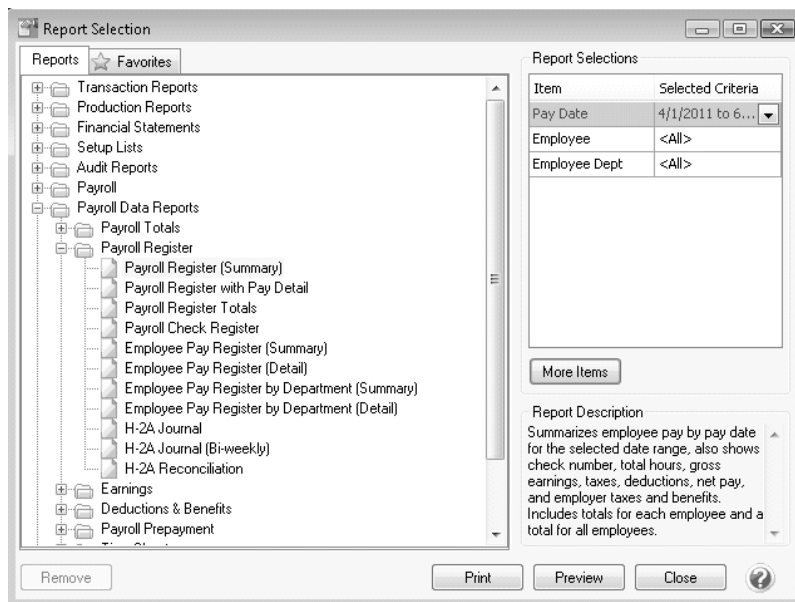 Report Selection
Reports
Favorites
Transaction Reports
Production Reports
Financial Statements
Setup Lists
Audit Reports
Payroll
Payroll Data Reports
Payroll Totals
Payroll Register
Payroll Register (Summary)
Payroll Register with Pay Detail
Payroll Register Totals
Payroll Check Register
Employee Pay Register (Summary)
Employee Pay Register (Detail)
Employee Pay Register by Department (Summary)
Employee Pay Register by Department (Detail)
H-2A Journal
H-2A Journal (Bi-weekly)
H-2A Reconciliation
Earnings
Deductions & Benefits
Payroll Prepayment
Report Selections
Item Selected Criteria
Pay Date 4/1/2011 to 6...
Employee <All>
Employee Dept <All>
More Items
Report Description
Summarizes employee pay by pay date
for the selected date range, also shows
check number, total hours, gross
earnings, taxes, deductions, net pay,
and employer taxes and benefits.
Includes totals for each employee and a
total for all employees.
Remove
Print
Preview
Close